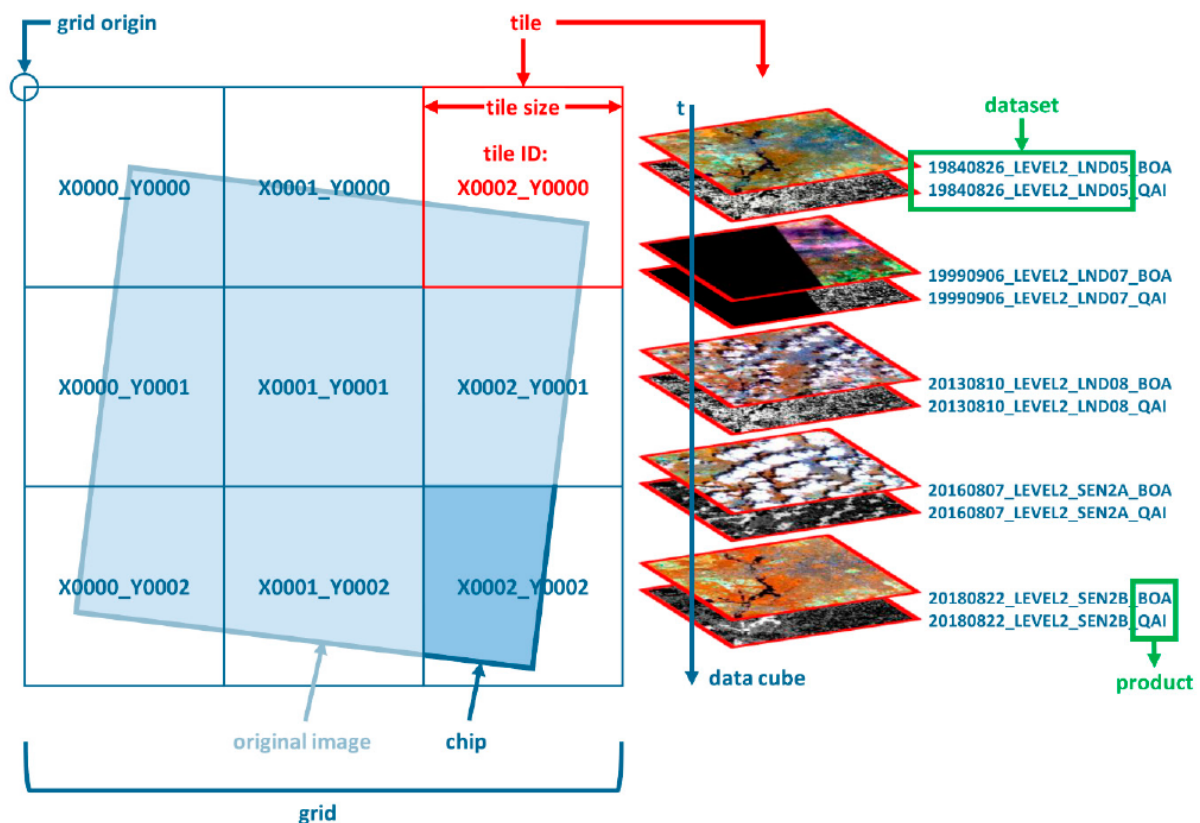 grid origin
tile
tile size
tile ID:
X0000_Y0000
X0001_Y0000
X0002_Y0000
X0000_Y0001
X0001_Y0001
X0002_Y0001
X0000_Y0002
X0001_Y0002
X0002_Y0002
original image
chip
grid
t
dataset
19840826_LEVEL2_LND05_BOA
19840826_LEVEL2_LND05_QAI
19990906_LEVEL2_LND07_BOA
19990906_LEVEL2_LND07_QAI
20130810_LEVEL2_LND08_BOA
20130810_LEVEL2_LND08_QAI
20160807_LEVEL2_SEN2A_BOA
20160807_LEVEL2_SEN2A_QAI
20180822_LEVEL2_SEN2B_BOA
20180822_LEVEL2_SEN2B_QAI
data cube
product